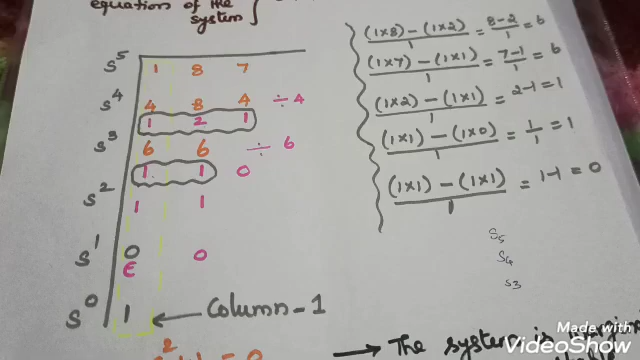 equation of the
system
s⁵ 1 8 7
s⁴ 4 8 4 ÷4
1 2 1
s³ 6 6 ÷ 6
1 1 0
s² 1 1
s¹ 0 0
ε
s⁰ 1 ← Column-1
(1×8)-(1×2)/1 = 8-2/1 = 6
(1×7)-(1×1)/1 = 7-1/1 = 6
(1×2)-(1×1)/1 = 2-1 = 1
(1×1)-(1×0)/1 = 1/1 = 1
(1×1)-(1×1)/1 = 1-1 = 0
S5
S4
S3
→ The system is
Made with
VideoShow